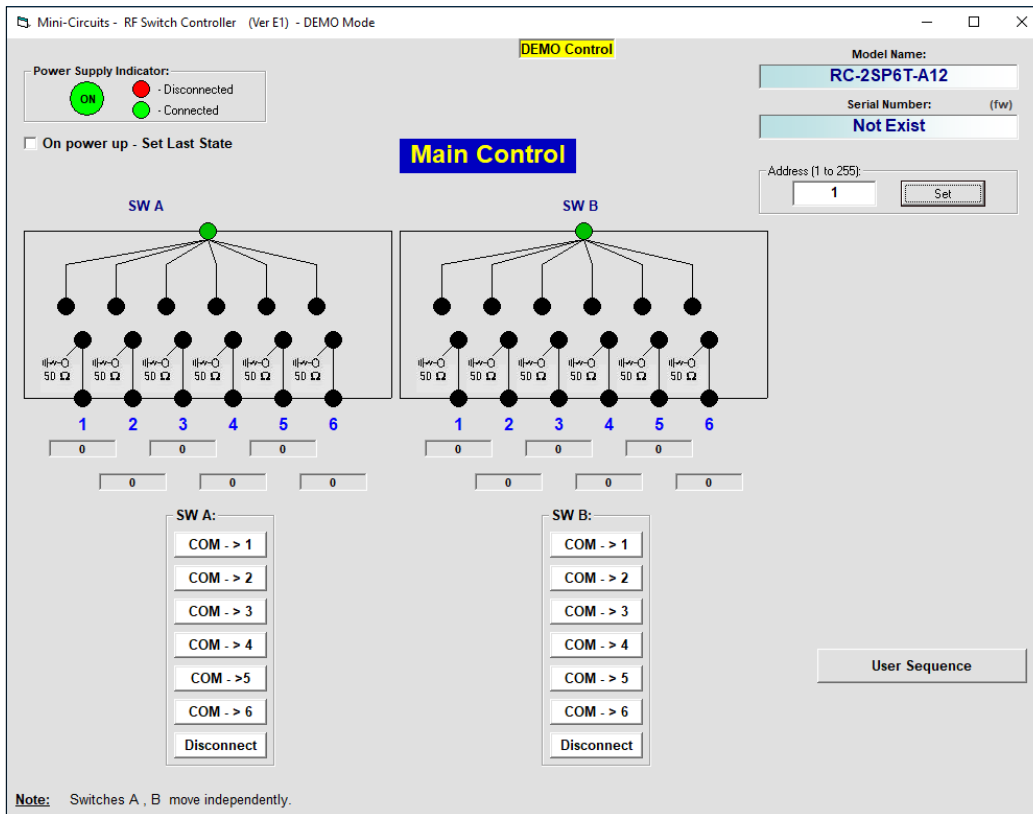 Mini-Circuits - RF Switch Controller (Ver E1) - DEMO Mode
DEMO Control
Power Supply Indicator:
ON
- Disconnected
- Connected
On power up - Set Last State
Main Control
Model Name:
RC-2SP6T-A12
Serial Number: (fw)
Not Exist
Address (1 to 255):
1 Set
SW A
50 Ω 50 Ω 50 Ω 50 Ω 50 Ω 50 Ω
1 2 3 4 5 6
0 0 0
0 0 0
SW B
50 Ω 50 Ω 50 Ω 50 Ω 50 Ω 50 Ω
1 2 3 4 5 6
0 0 0
0 0 0
SW A:
COM - > 1
COM - > 2
COM - > 3
COM - > 4
COM - >5
COM - > 6
Disconnect
SW B:
COM - > 1
COM - > 2
COM - > 3
COM - > 4
COM - > 5
COM - > 6
Disconnect
User Sequence
Note: Switches A , B move independently.